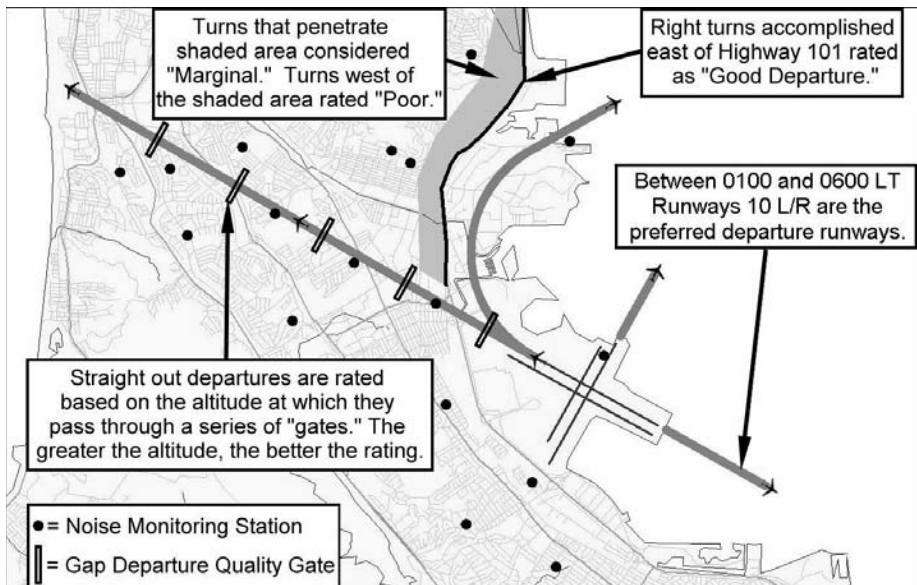 Turns that penetrate
shaded area considered
"Marginal." Turns west of
the shaded area rated "Poor."
Right turns accomplished
east of Highway 101 rated
as "Good Departure."
Between 0100 and 0600 LT
Runways 10 L/R are the
preferred departure runways.
Straight out departures are rated
based on the altitude at which they
pass through a series of "gates." The
greater the altitude, the better the rating.
= Noise Monitoring Station
= Gap Departure Quality Gate